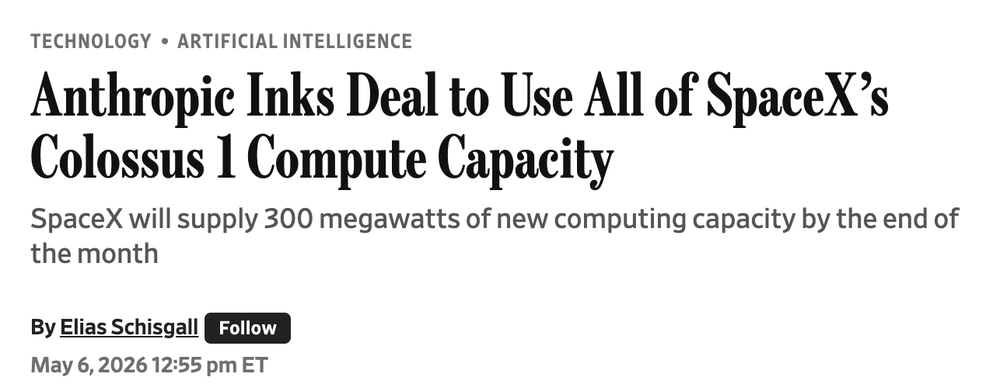 TECHNOLOGY • ARTIFICIAL INTELLIGENCE
Anthropic Inks Deal to Use All of SpaceX’s
Colossus 1 Compute Capacity
SpaceX will supply 300 megawatts of new computing capacity by the end of
the month
By Elias Schisgall Follow
May 6, 2026 12:55 pm ET